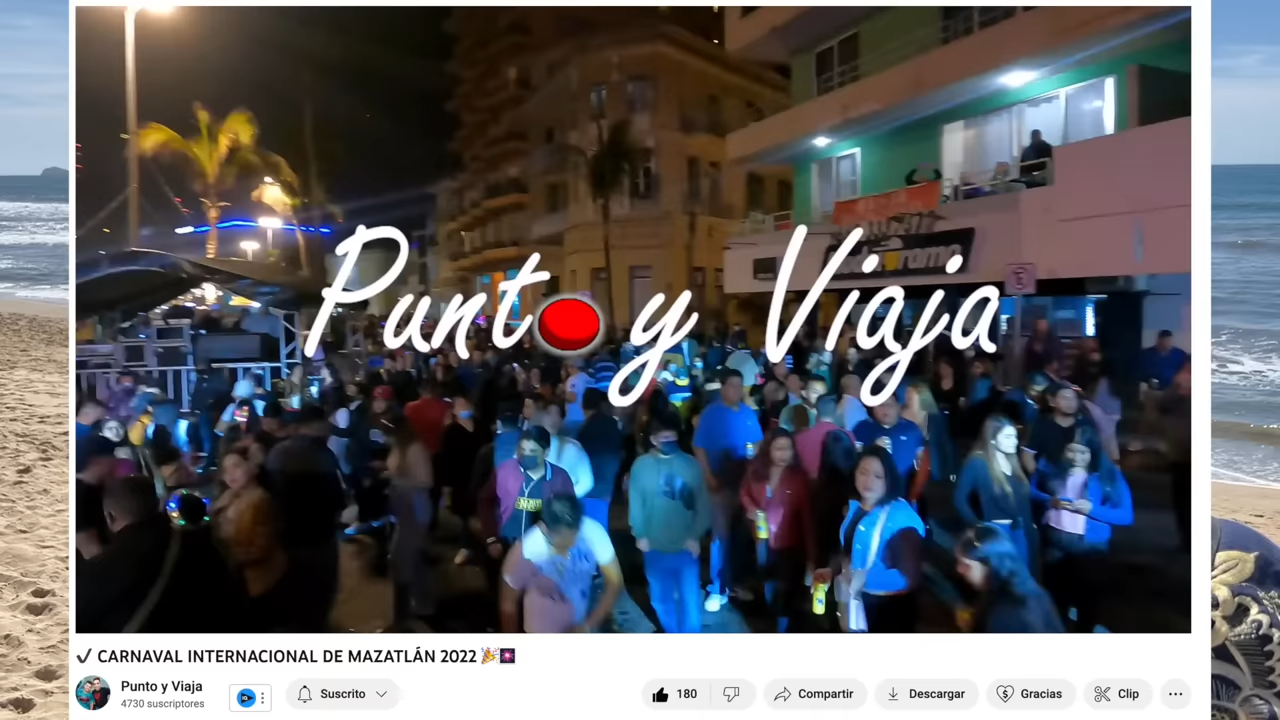 Punto y Viaja
✓ CARNAVAL INTERNACIONAL DE MAZATLÁN 2022 🎉🎆
Punto y Viaja
4730 suscriptores
Suscrito
180
Compartir
Descargar
Gracias
Clip